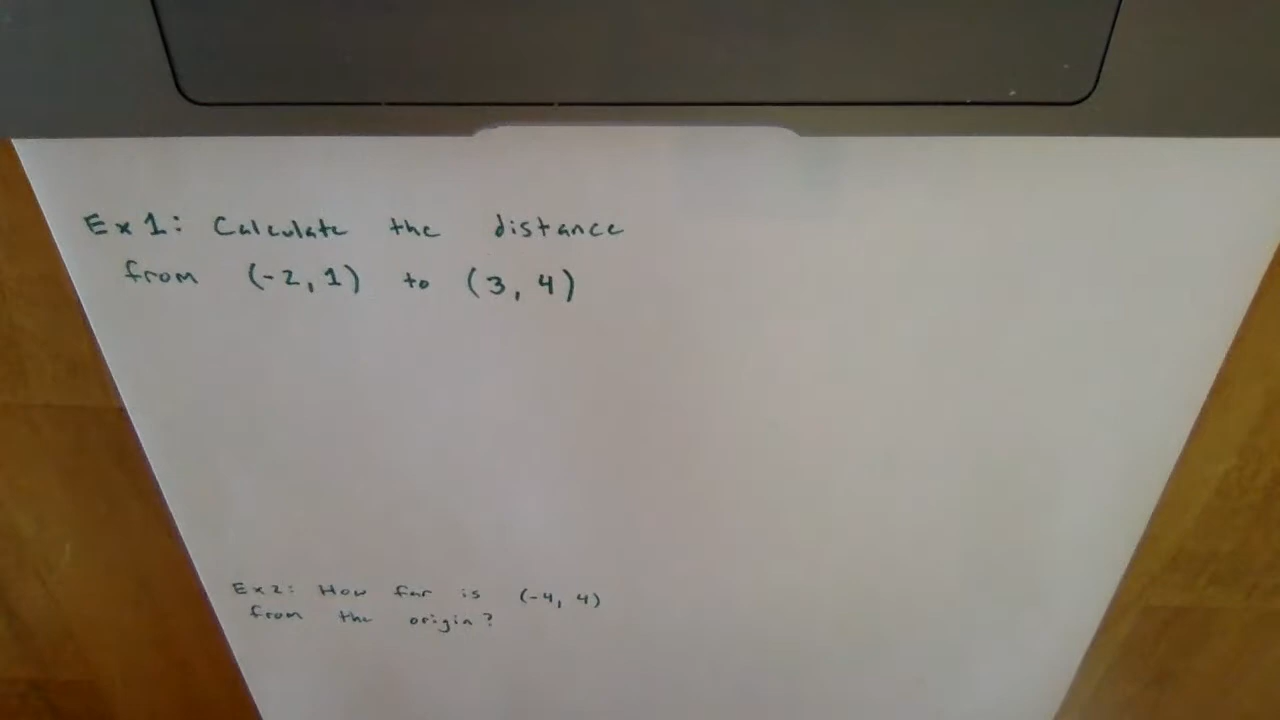 Ex 1: Calculate the distance
from (-2, 1) to (3, 4)
Ex 2: How far is (-4, 4)
from the origin?